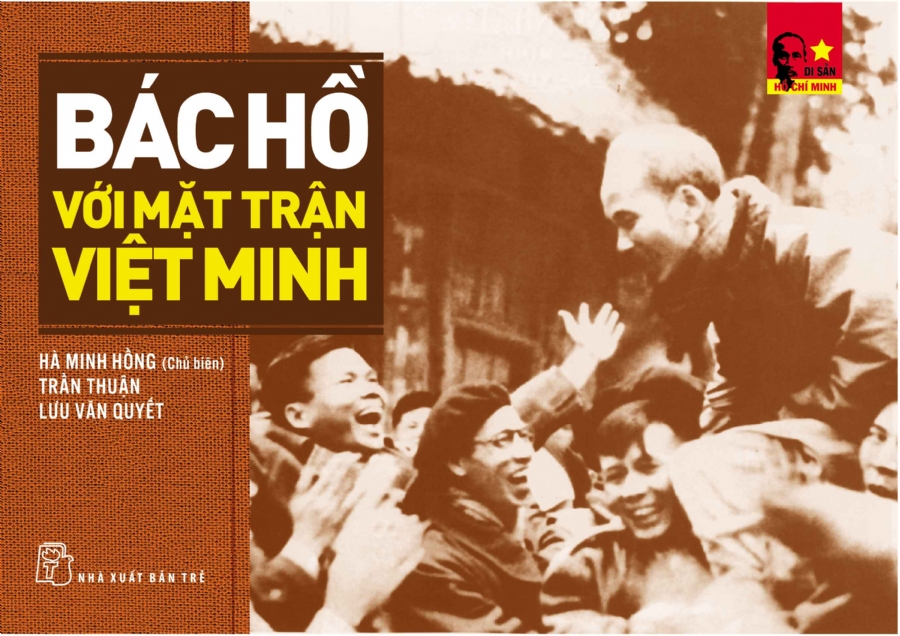 BÁC HỒ
VỚI MẶT TRẬN
VIỆT MINH
HÀ MINH HỒNG (Chủ biên)
TRẦN THUẬN
LƯU VĂN QUYẾT
NHÀ XUẤT BẢN TRẺ
DI SẢN
HỒ CHÍ MINH